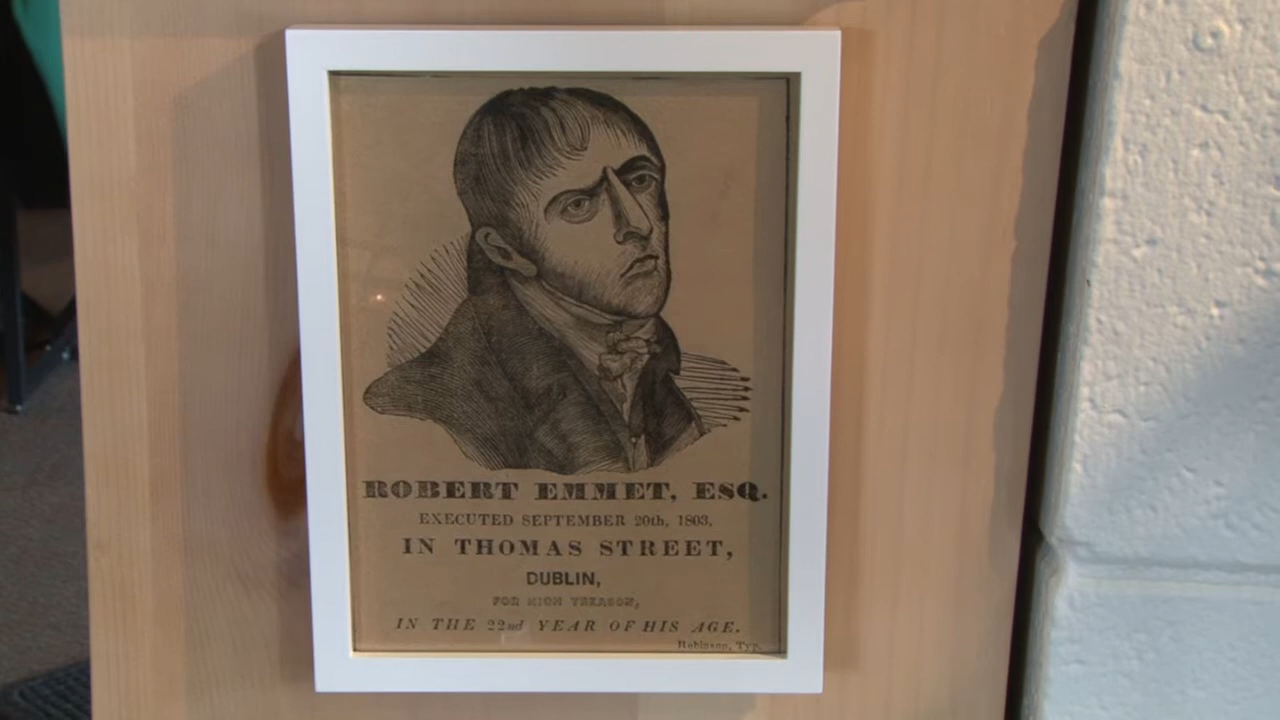 ROBERT EMMET, ESQ.
EXECUTED SEPTEMBER 20th, 1803,
IN THOMAS STREET,
DUBLIN,
FOR HIGH TREASON,
IN THE 22nd YEAR OF HIS AGE.
Robinson, Typ.